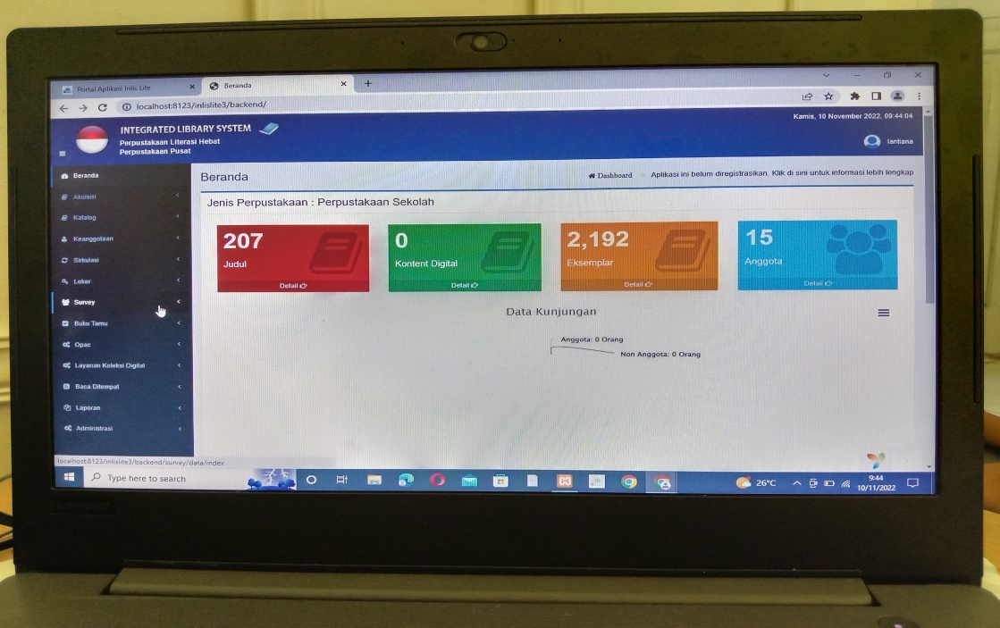 Portal Aplikasi Inlis Lite
Beranda
localhost:8123/inlislite3/backend/
INTEGRATED LIBRARY SYSTEM
Perpustakaan Literasi Hebat
Perpustakaan Pusat
Kamis, 10 November 2022, 09:44:04
lantiana
Beranda
Akuisisi
Katalog
Keanggotaan
Sirkulasi
Loker
Survey
Buku Tamu
Opac
Layanan Koleksi Digital
Baca Ditempat
Laporan
Administrasi
Beranda
Dashboard
Aplikasi ini belum diregistrasikan. Klik di sini untuk informasi lebih lengkap
Jenis Perpustakaan : Perpustakaan Sekolah
207
Judul
Detail
0
Kontent Digital
Detail
2,192
Eksemplar
Detail
15
Anggota
Detail
Data Kunjungan
Anggota: 0 Orang
Non Anggota: 0 Orang
localhost:8123/inlislite3/backend/survey/data/index
Type here to search
26°C
9:44
10/11/2022
Lenovo